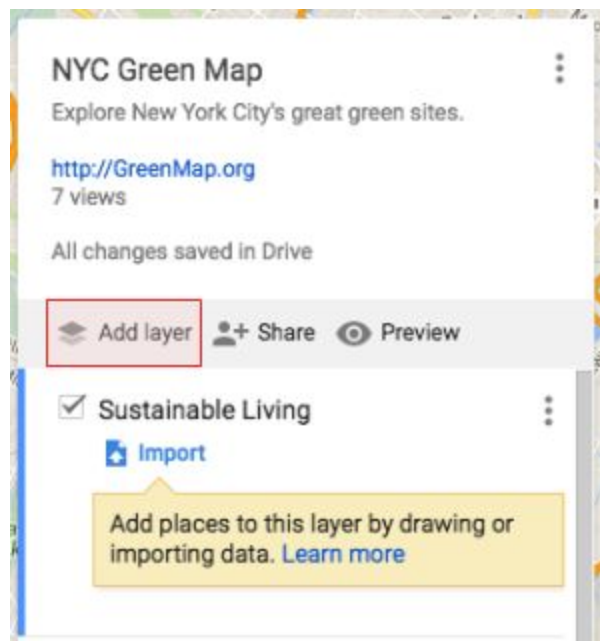 NYC Green Map
Explore New York City's great green sites.
http://GreenMap.org
7 views
All changes saved in Drive
Add layer Share Preview
Sustainable Living
Import
Add places to this layer by drawing or
importing data. Learn more